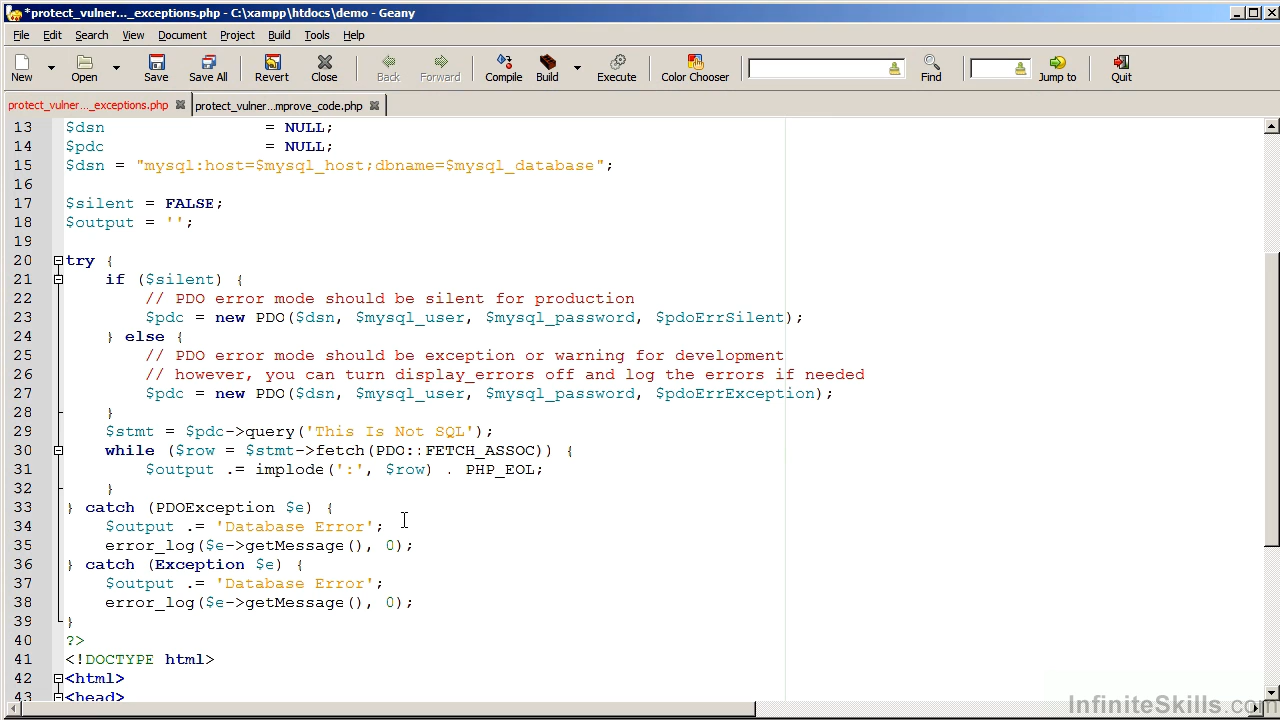 *protect_vulner..._exceptions.php - C:\xampp\htdocs\demo - Geany
File Edit Search View Document Project Build Tools Help
New Open Save Save All Revert Close Back Forward Compile Build Execute Color Chooser Find Jump to Quit
protect_vulner..._exceptions.php protect_vulner...mprove_code.php
13 $dsn = NULL;
14 $pdc = NULL;
15 $dsn = "mysql:host=$mysql_host;dbname=$mysql_database";
16
17 $silent = FALSE;
18 $output = '';
19
20 try {
21 if ($silent) {
22 // PDO error mode should be silent for production
23 $pdc = new PDO($dsn, $mysql_user, $mysql_password, $pdoErrSilent);
24 } else {
25 // PDO error mode should be exception or warning for development
26 // however, you can turn display_errors off and log the errors if needed
27 $pdc = new PDO($dsn, $mysql_user, $mysql_password, $pdoErrException);
28 }
29 $stmt = $pdc->query('This Is Not SQL');
30 while ($row = $stmt->fetch(PDO::FETCH_ASSOC)) {
31 $output .= implode(':', $row) . PHP_EOL;
32 }
33 } catch (PDOException $e) {
34 $output .= 'Database Error';
35 error_log($e->getMessage(), 0);
36 } catch (Exception $e) {
37 $output .= 'Database Error';
38 error_log($e->getMessage(), 0);
39 }
40 ?>
41 <!DOCTYPE html>
42 <html>
43 <head>
InfiniteSkills.com